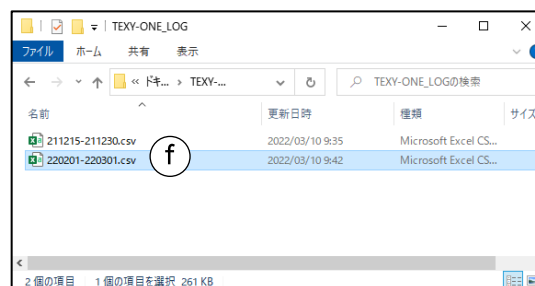 TEXY-ONE_LOG
ファイル ホーム 共有 表示
« ドキ... › TEXY-... TEXY-ONE_LOGの検索
名前 更新日時 種類 サイズ
211215-211230.csv 2022/03/10 9:35 Microsoft Excel CS...
220201-220301.csv f 2022/03/10 9:42 Microsoft Excel CS...
2 個の項目 1 個の項目を選択 261 KB